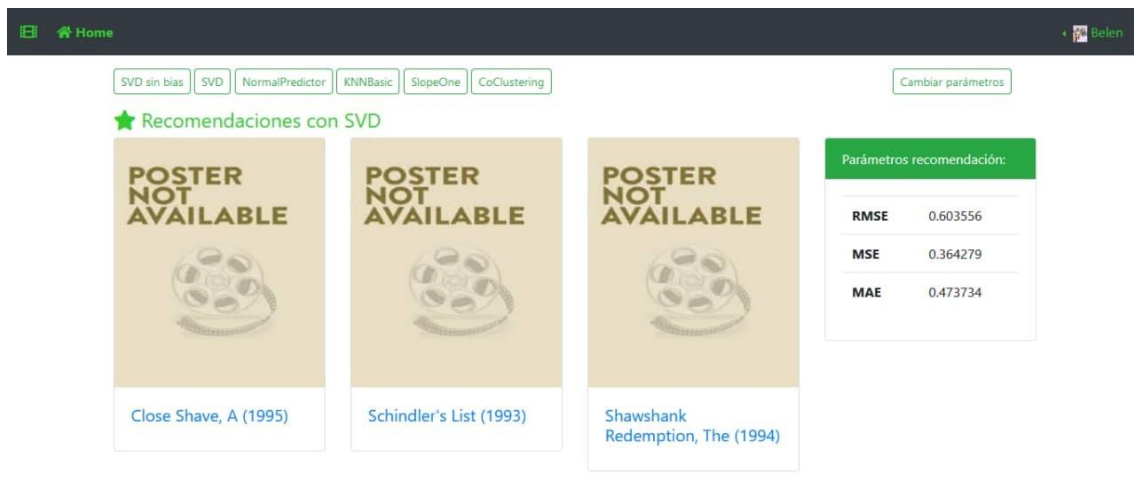 Home
Belen
SVD sin bias SVD NormalPredictor KNNBasic SlopeOne CoClustering Cambiar parámetros
Recomendaciones con SVD
POSTER
NOT
AVAILABLE
Close Shave, A (1995)
POSTER
NOT
AVAILABLE
Schindler's List (1993)
POSTER
NOT
AVAILABLE
Shawshank
Redemption, The (1994)
Parámetros recomendación:
RMSE 0.603556
MSE 0.364279
MAE 0.473734